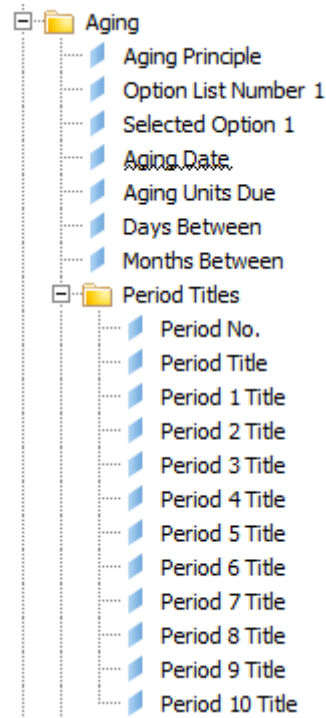 Aging
Aging Principle
Option List Number 1
Selected Option 1
Aging Date
Aging Units Due
Days Between
Months Between
Period Titles
Period No.
Period Title
Period 1 Title
Period 2 Title
Period 3 Title
Period 4 Title
Period 5 Title
Period 6 Title
Period 7 Title
Period 8 Title
Period 9 Title
Period 10 Title